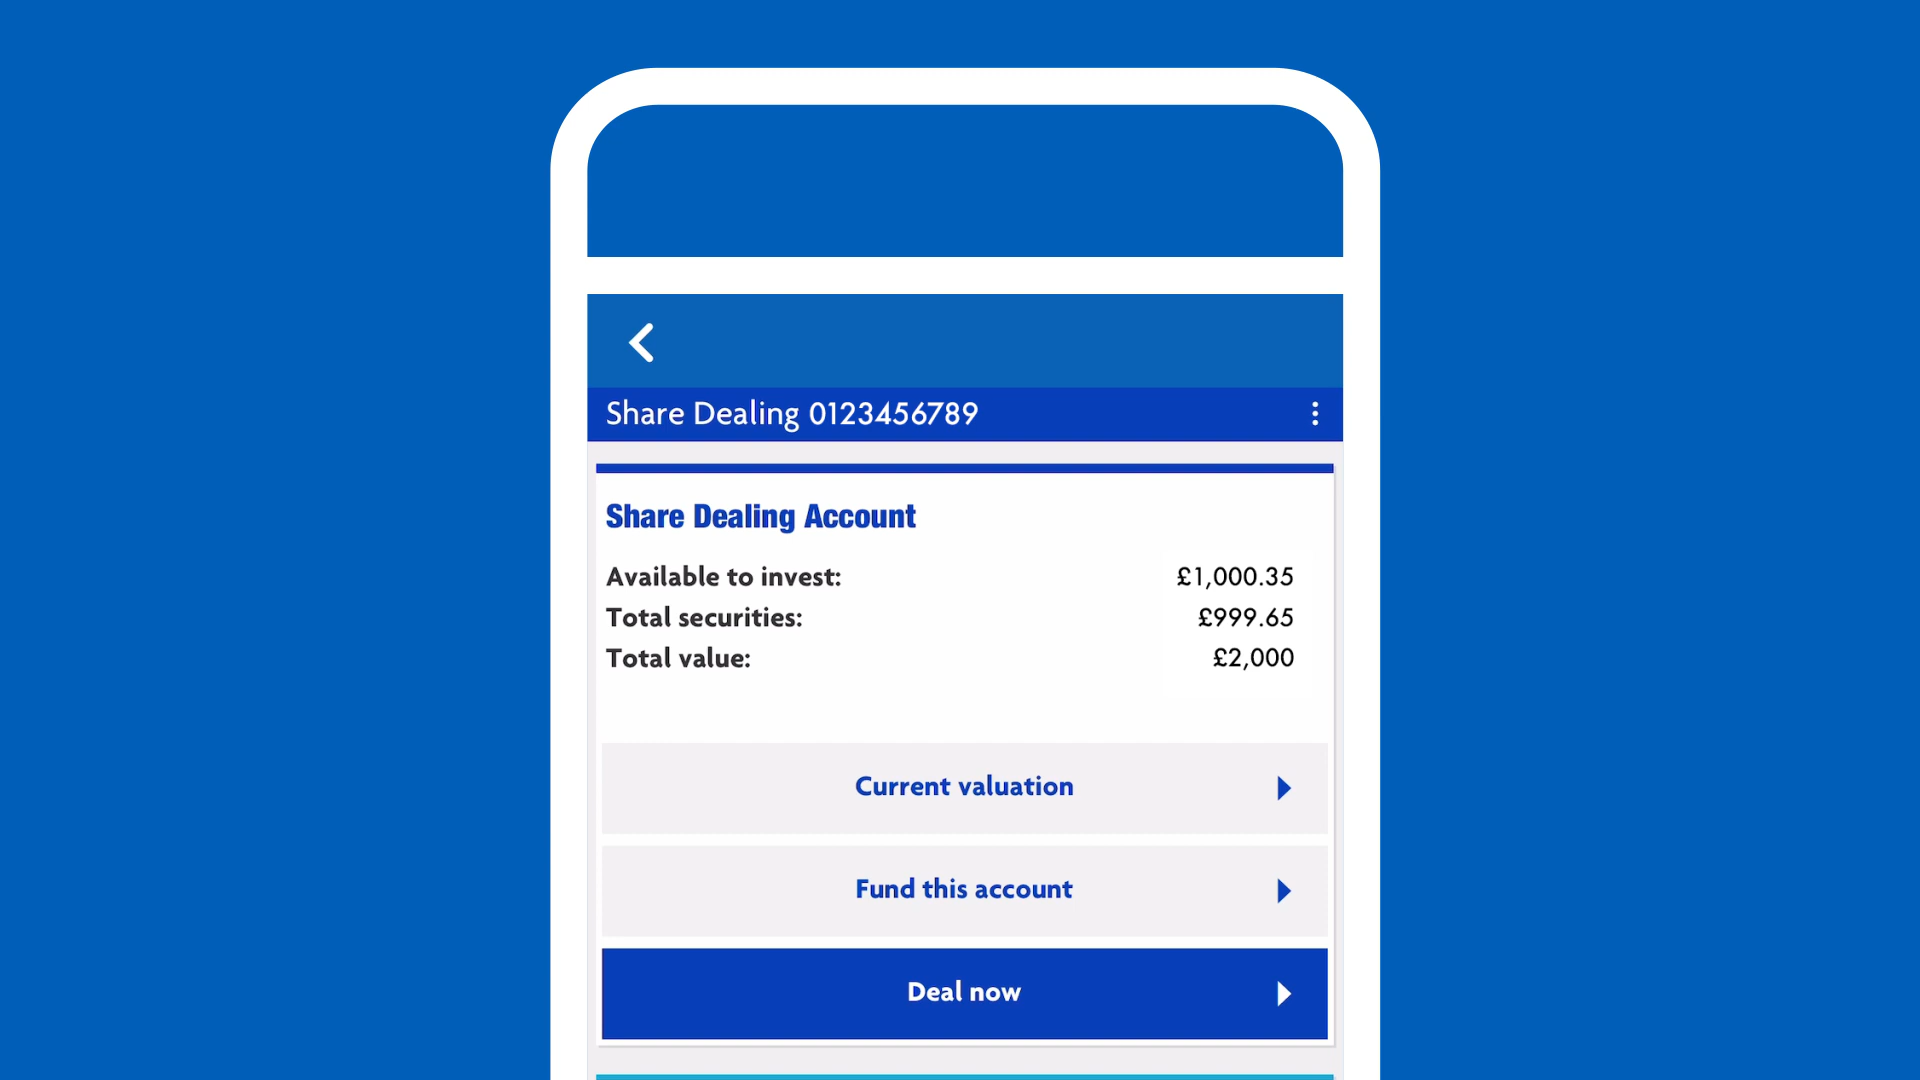 Share Dealing 0123456789
Share Dealing Account
Available to invest: £1,000.35
Total securities: £999.65
Total value: £2,000
Current valuation
Fund this account
Deal now